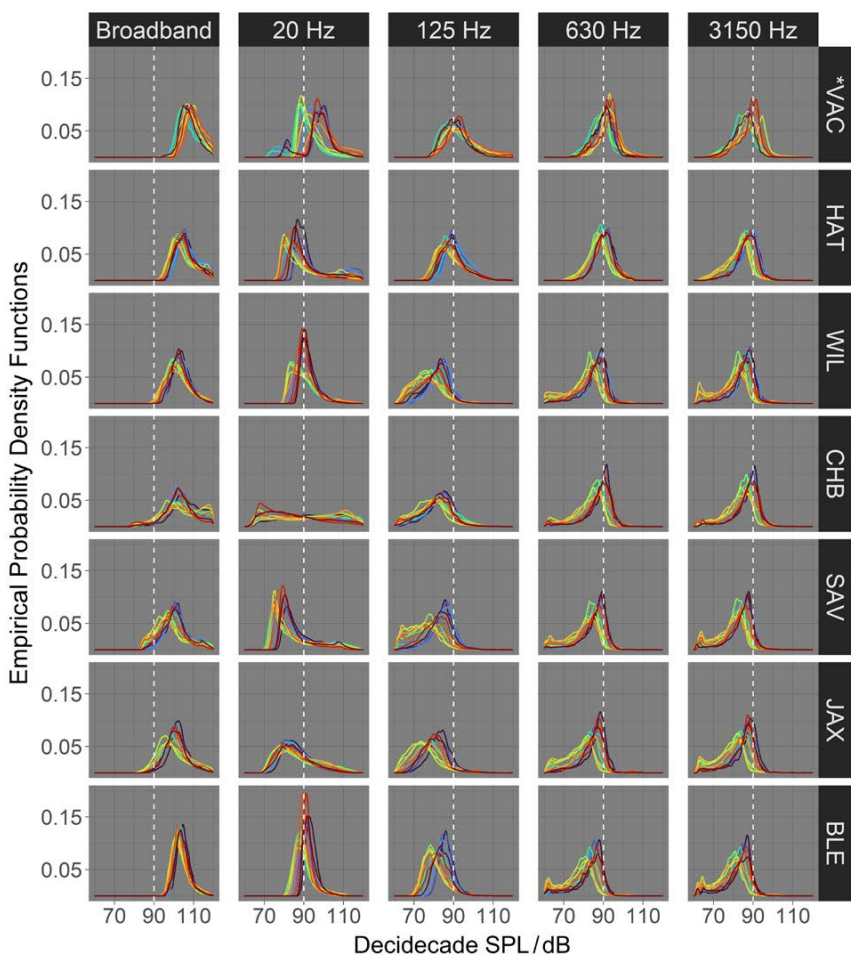 Broadband 20 Hz 125 Hz 630 Hz 3150 Hz
Empirical Probability Density Functions
0.15
0.05
*VAC
0.15
0.05
HAT
0.15
0.05
WIL
0.15
0.05
CHB
0.15
0.05
SAV
0.15
0.05
JAX
0.15
0.05
BLE
70 90 110 70 90 110 70 90 110 70 90 110 70 90 110
Decidecade SPL/dB